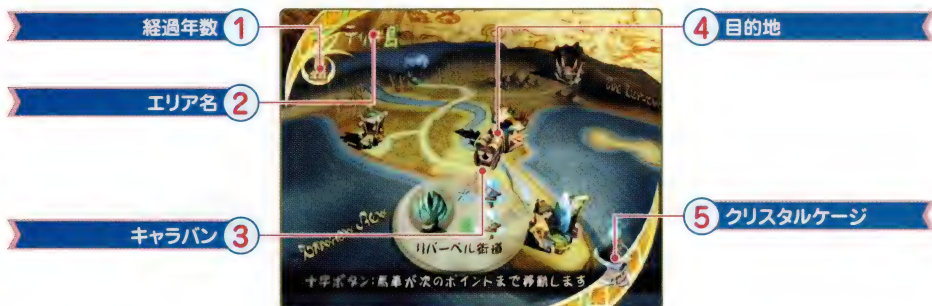 経過年数 1
エリア名 2
キャラバン 3
4 目的地
5 クリスタルケージ
リバーベル街道
十字ボタン:馬車が次のポイントまで移動します